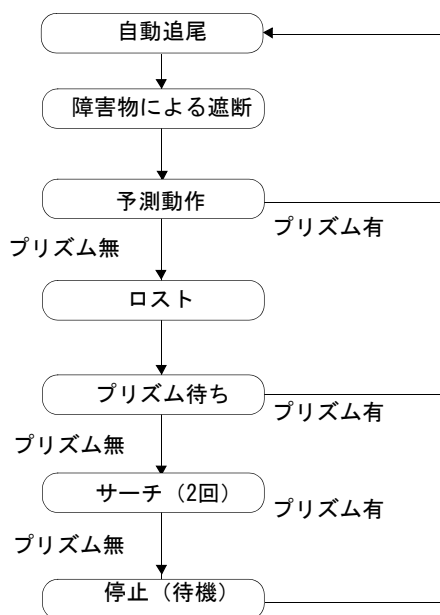 自動追尾
障害物による遮断
予測動作
プリズム有
プリズム無
ロスト
プリズム待ち
プリズム有
プリズム無
サーチ（2回）
プリズム有
プリズム無
停止（待機）